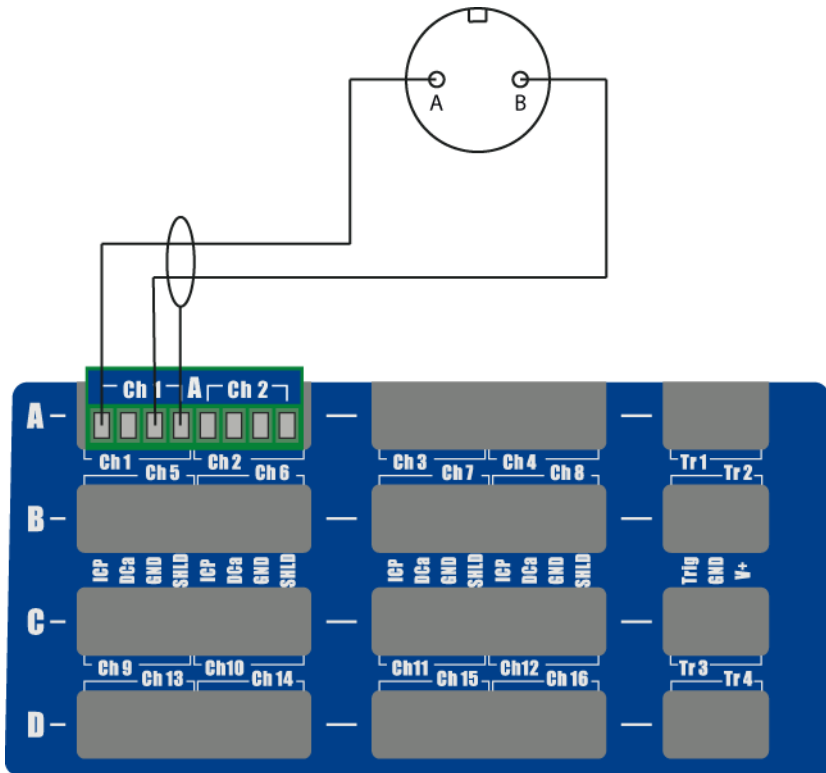 A B
Ch 1 A Ch 2
A
Ch 1 Ch 2 Ch 3 Ch 4 Tr 1
Ch 5 Ch 6 Ch 7 Ch 8 Tr 2
B
ICP DCa GND SHLD ICP DCa GND SHLD ICP DCa GND SHLD ICP DCa GND SHLD Trig GND V+
C
Ch 9 Ch10 Ch11 Ch12 Tr 3
Ch 13 Ch 14 Ch 15 Ch 16 Tr 4
D